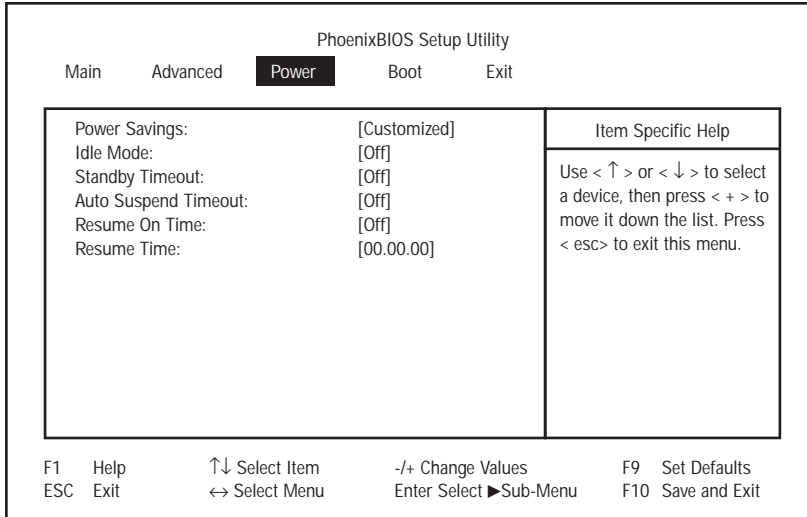 PhoenixBIOS Setup Utility
Main Advanced Power Boot Exit
Power Savings: [Customized]
Idle Mode: [Off]
Standby Timeout: [Off]
Auto Suspend Timeout: [Off]
Resume On Time: [Off]
Resume Time: [00.00.00]
Item Specific Help
Use < ↑ > or < ↓ > to select
a device, then press < + > to
move it down the list. Press
< esc> to exit this menu.
F1 Help ↑↓ Select Item -/+ Change Values F9 Set Defaults
ESC Exit ↔ Select Menu Enter Select ►Sub-Menu F10 Save and Exit